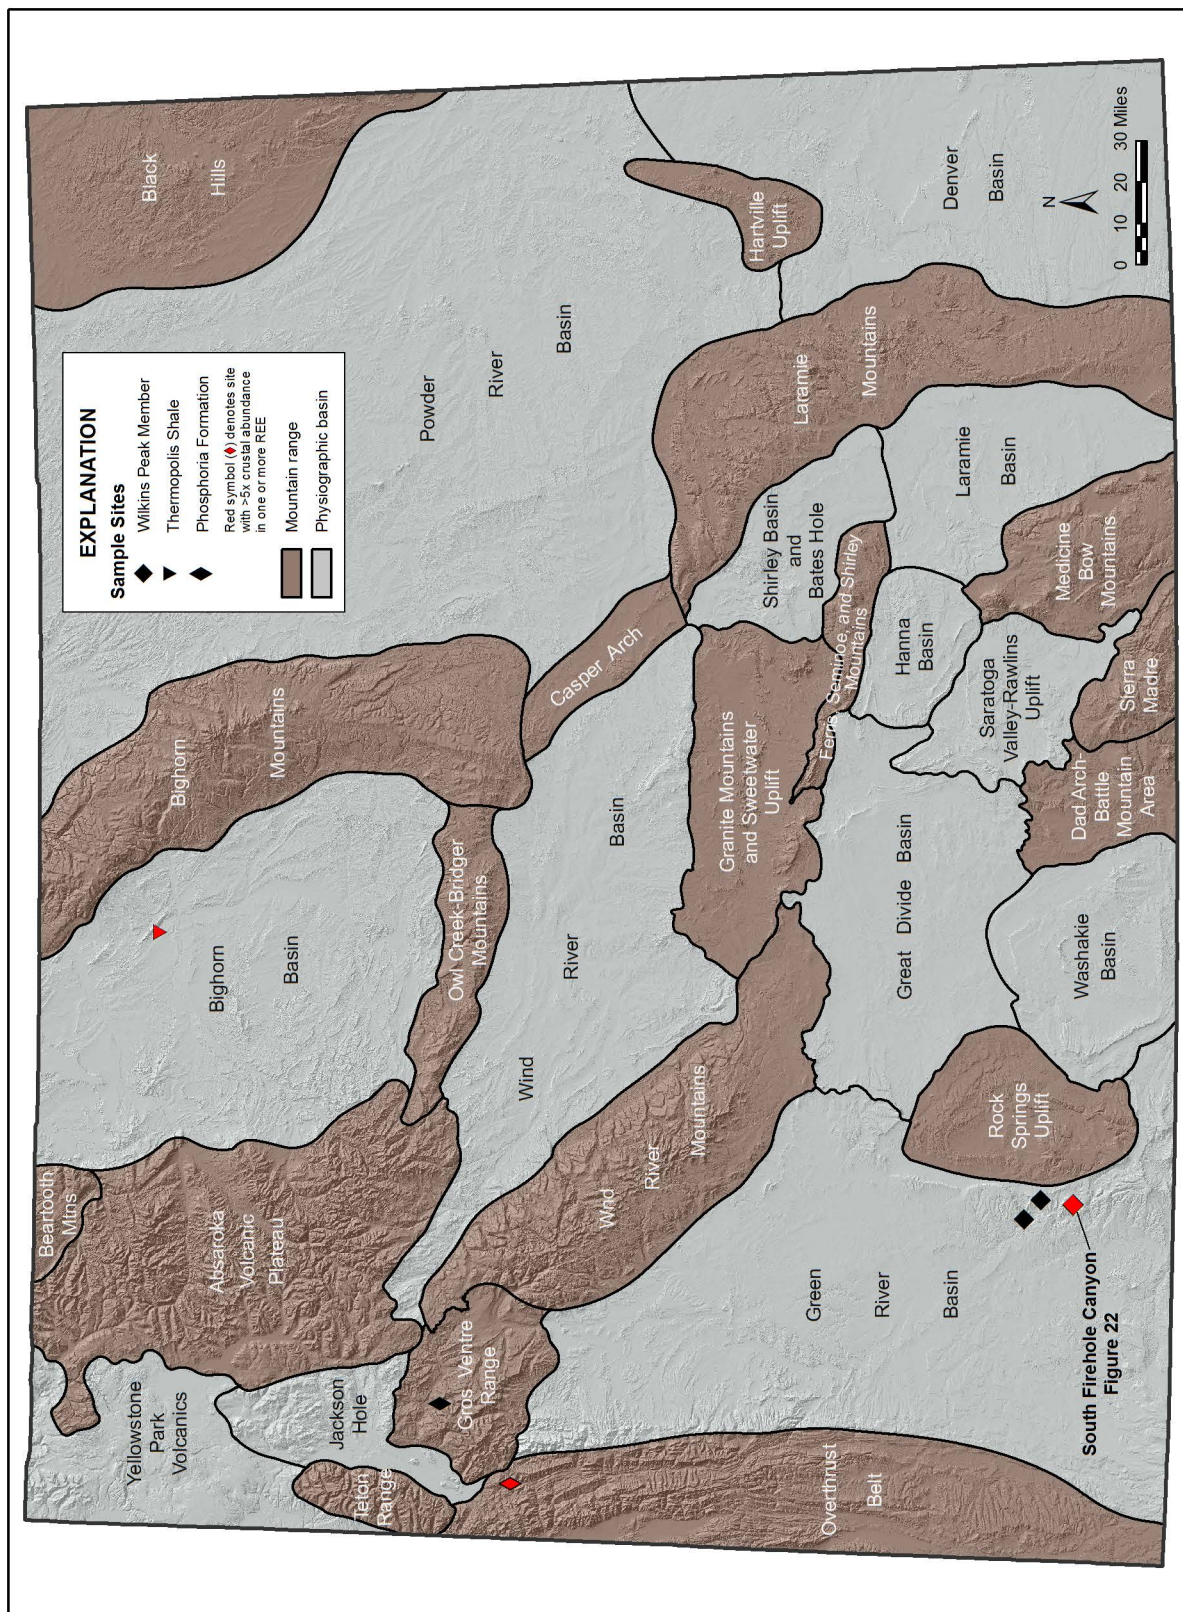 EXPLANATION
Sample Sites
Wilkins Peak Member
Thermopolis Shale
Phosphoria Formation
Red symbol (♦) denotes site
with >5x crustal abundance
in one or more REE
Mountain range
Physiographic basin
Beartooth
Mtns
Yellowstone
Park
Volcanics
Absaroka
Volcanic
Plateau
Bighorn
Basin
Bighorn
Mountains
Black
Hills
Jackson
Hole
Teton
Range
Gros Ventre
Range
Owl Creek-Bridger
Mountains
Powder
River
Basin
Wind
River
Basin
Casper Arch
Wind
River
Mountains
Granite Mountains
and Sweetwater
Uplift
Hartville
Uplift
Shirley Basin
and
Bates Hole
Laramie
Mountains
Ferris, Seminoe, and Shirley
Mountains
Overthrust
Belt
Green
River
Basin
Great Divide Basin
Hanna
Basin
Laramie
Basin
Denver
Basin
Rock
Springs
Uplift
Saratoga
Valley-Rawlins
Uplift
Medicine
Bow
Mountains
Washakie
Basin
Dad Arch-
Battle
Mountain
Area
Sierra
Madre
South Firehole Canyon
Figure 22
N
0 10 20 30 Miles